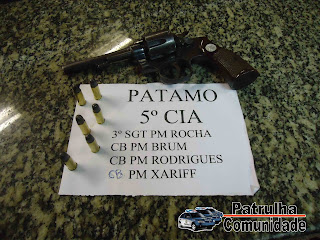 PATAMO
5º CIA
3º SGT PM ROCHA
CB PM BRUM
CB PM RODRIGUES
CB PM XARIFF
Patrulha
Comunidade